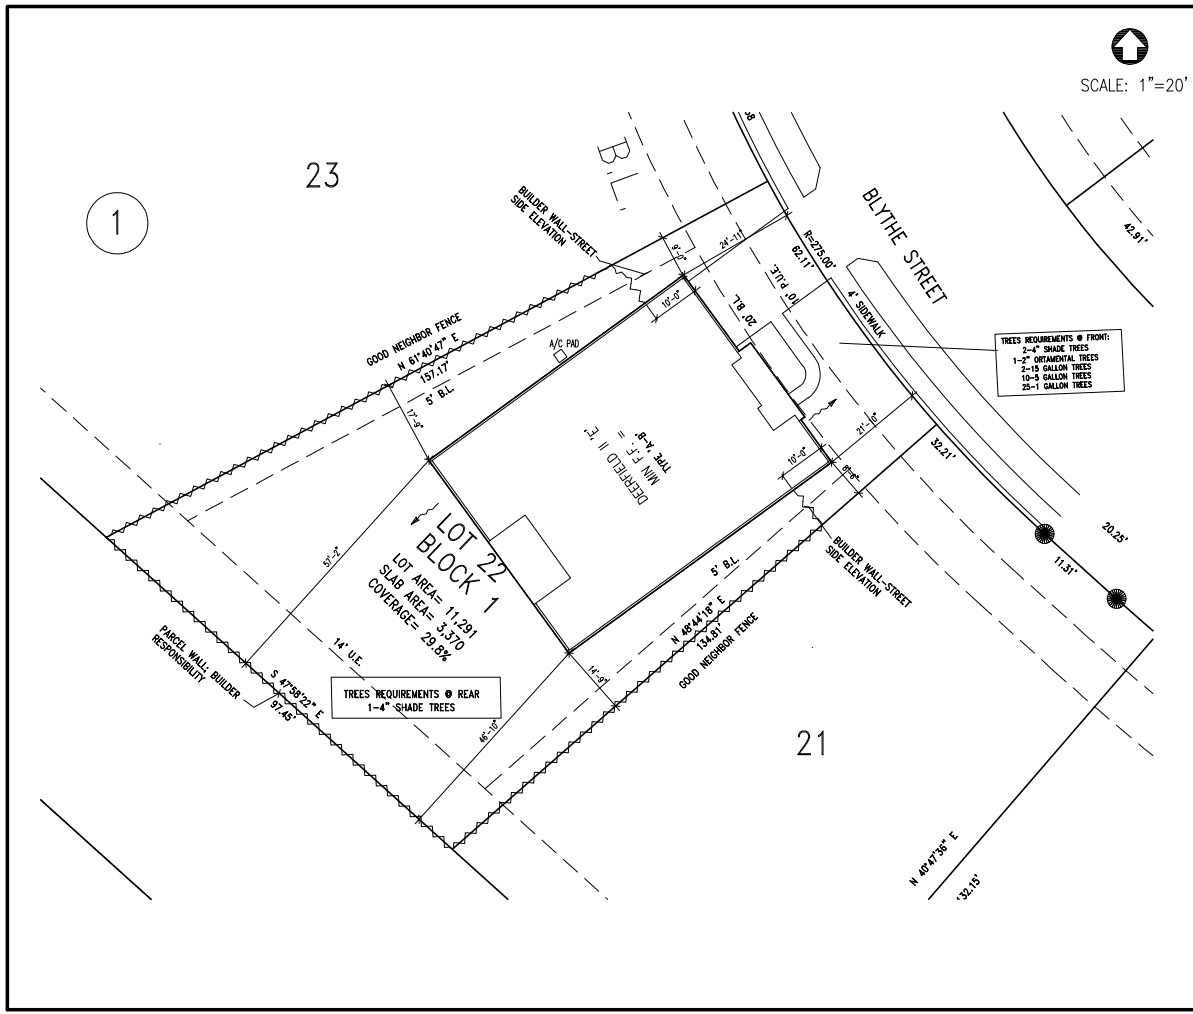 SCALE: 1"=20'
23
1
B.L.
BLYTHE STREET
BUILDER WALL-STREET
SIDE ELEVATION
R=275.00'
62.11'
42.91'
24'-11"
10'-0"
10' P.U.E.
20' B.L.
4' SIDEWALK
TREES REQUIREMENTS @ FRONT:
2-4" SHADE TREES
1-2" ORTAMENTAL TREES
2-15 GALLON TREES
10-5 GALLON TREES
25-1 GALLON TREES
GOOD NEIGHBOR FENCE
N 61°40'47" E
157.17'
5' B.L.
A/C PAD
17'-9"
DEERFIELD II 'E'
MIN F.F. =
TYPE 'A-B'
21'-0"
10'-0"
32.21'
20.25'
11.31'
57'-2"
LOT 22
BLOCK 1
LOT AREA= 11,291
SLAB AREA= 3,370
COVERAGE= 29.8%
BUILDER WALL-STREET
SIDE ELEVATION
5' B.L.
N 48°44'18" E
134.81'
GOOD NEIGHBOR FENCE
PARCEL WALL: BUILDER
RESPONSIBILITY
14' U.E.
S 47°58'22" E
97.45'
TREES REQUIREMENTS @ REAR
1-4" SHADE TREES
14'-9"
46'-10"
21
N 40°47'36" E
132.15'